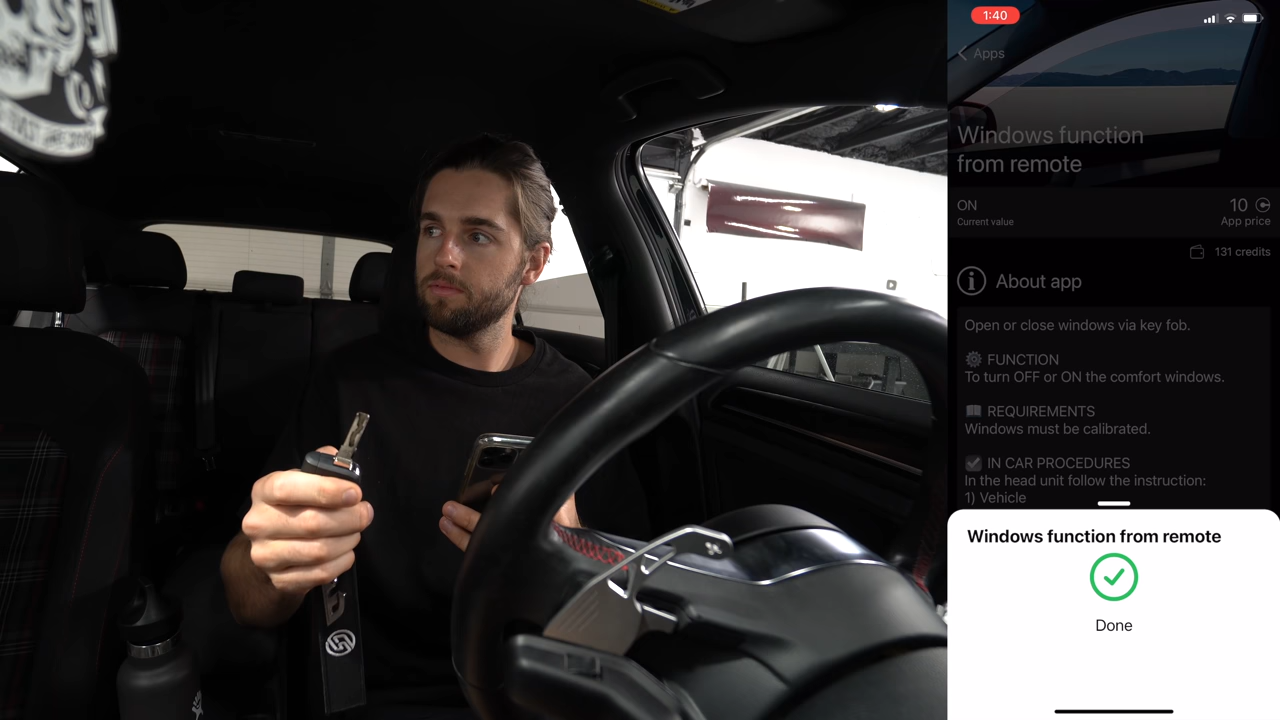 1:40
Apps
Windows function
from remote
ON
Current value
10
App price
131 credits
About app
Open or close windows via key fob.
FUNCTION
To turn OFF or ON the comfort windows.
REQUIREMENTS
Windows must be calibrated.
IN CAR PROCEDURES
In the head unit follow the instruction:
1) Vehicle
Windows function from remote
Done